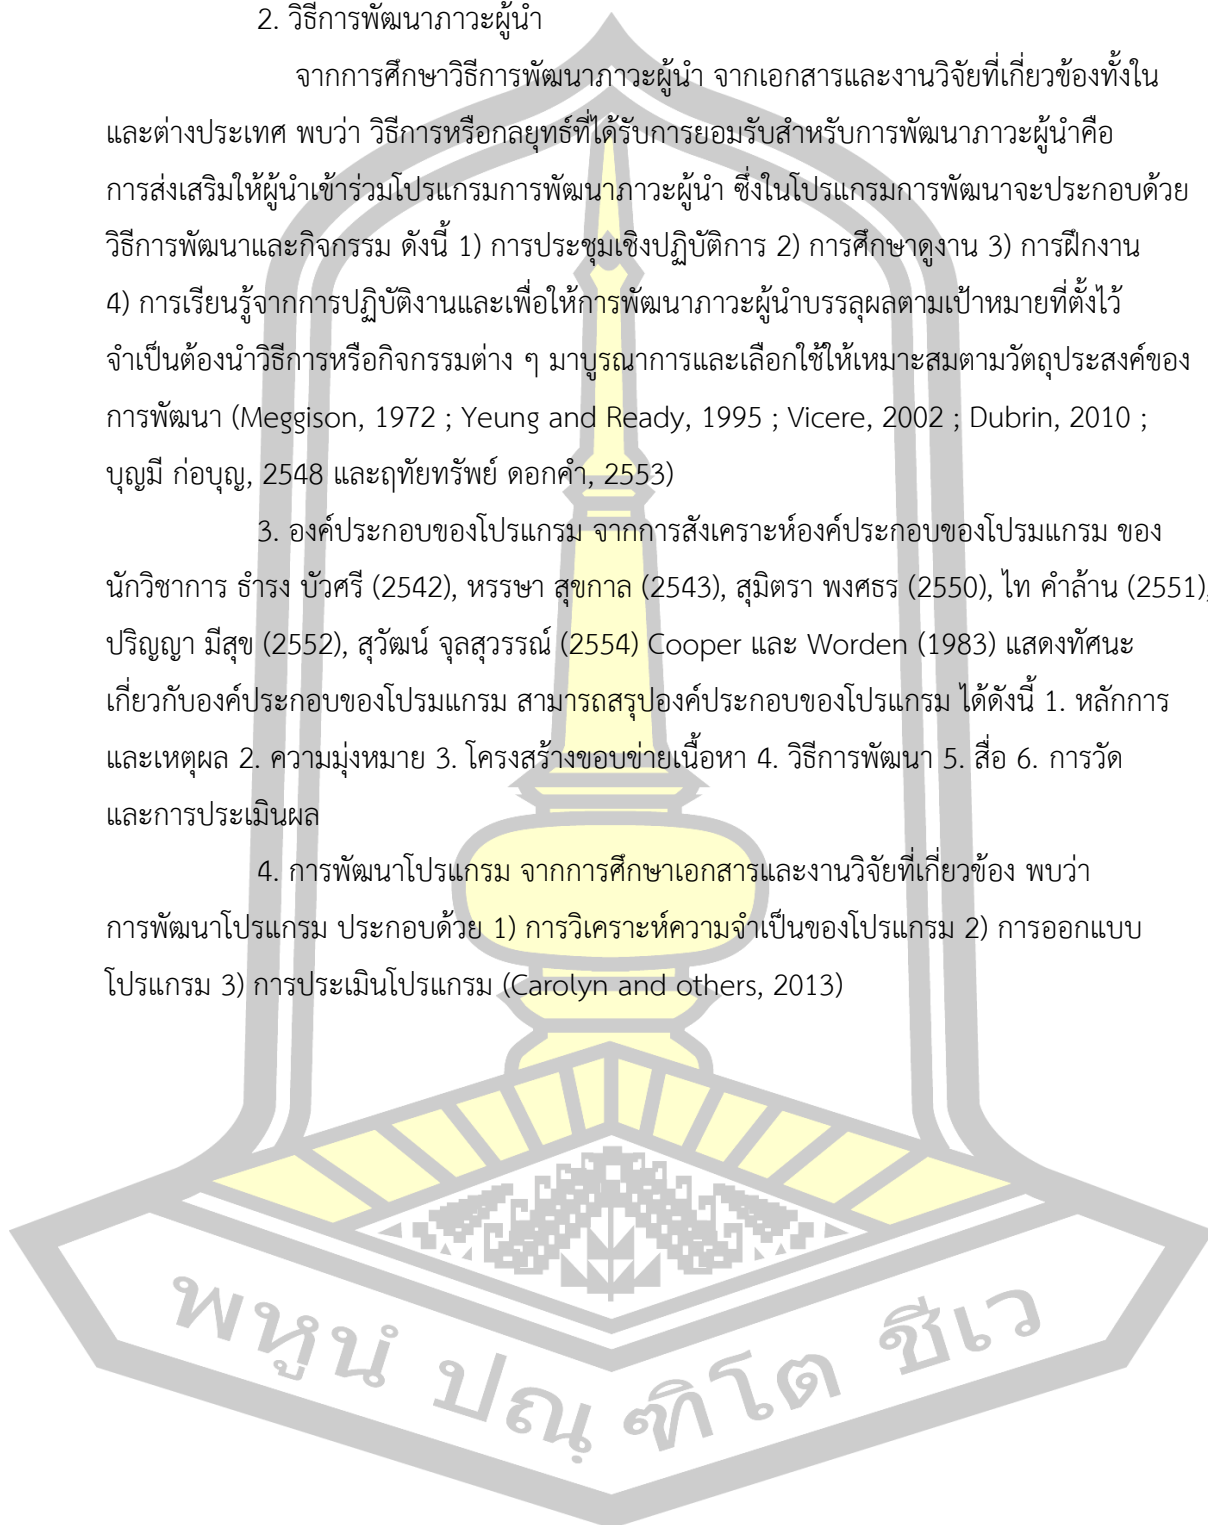 2. วิธีการพัฒนาภาวะผู้นำ
จากการศึกษาวิธีการพัฒนาภาวะผู้นำ จากเอกสารและงานวิจัยที่เกี่ยวข้องทั้งใน
และต่างประเทศ พบว่า วิธีการหรือกลยุทธ์ที่ได้รับการยอมรับสำหรับการพัฒนาภาวะผู้นำคือ
การส่งเสริมให้ผู้นำเข้าร่วมโปรแกรมการพัฒนาภาวะผู้นำ ซึ่งในโปรแกรมการพัฒนาจะประกอบด้วย
วิธีการพัฒนาและกิจกรรม ดังนี้ 1) การประชุมเชิงปฏิบัติการ 2) การศึกษาดูงาน 3) การฝึกงาน
4) การเรียนรู้จากการปฏิบัติงานและเพื่อให้การพัฒนาภาวะผู้นำบรรลุผลตามเป้าหมายที่ตั้งไว้
จำเป็นต้องนำวิธีการหรือกิจกรรมต่าง ๆ มาบูรณาการและเลือกใช้ให้เหมาะสมตามวัตถุประสงค์ของ
การพัฒนา (Meggison, 1972 ; Yeung and Ready, 1995 ; Vicere, 2002 ; Dubrin, 2010 ;
บุญมี ก่อบุญ, 2548 และฤทัยทรัพย์ ดอกคำ, 2553)
3. องค์ประกอบของโปรแกรม จากการสังเคราะห์องค์ประกอบของโปรมแกรม ของ
นักวิชาการ ธำรง บัวศรี (2542), หรรษา สุขกาล (2543), สุมิตรา พงศธร (2550), ไท คำล้าน (2551),
ปริญญา มีสุข (2552), สุวัฒน์ จุลสุวรรณ์ (2554) Cooper และ Worden (1983) แสดงทัศนะ
เกี่ยวกับองค์ประกอบของโปรมแกรม สามารถสรุปองค์ประกอบของโปรแกรม ได้ดังนี้ 1. หลักการ
และเหตุผล 2. ความมุ่งหมาย 3. โครงสร้างขอบข่ายเนื้อหา 4. วิธีการพัฒนา 5. สื่อ 6. การวัด
และการประเมินผล
4. การพัฒนาโปรแกรม จากการศึกษาเอกสารและงานวิจัยที่เกี่ยวข้อง พบว่า
การพัฒนาโปรแกรม ประกอบด้วย 1) การวิเคราะห์ความจำเป็นของโปรแกรม 2) การออกแบบ
โปรแกรม 3) การประเมินโปรแกรม (Carolyn and others, 2013)
พหูนํ ปณฺฑิโต ชีเว